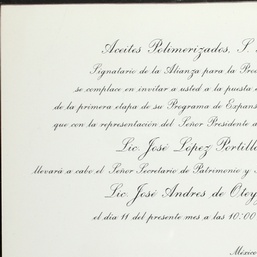 Aceites Polimerizados, S.
Signatario de la Alianza para la Pro
se complace en invitar a usted a la puesta e
de la primera etapa de su Programa de Expans
que con la representación del Señor Presidente d
Lic. José López Portill
llevará a cabo el Señor Secretario de Patrimonio y
Lic. José Andres de Otey
el día 11 del presente mes a las 10:00
México